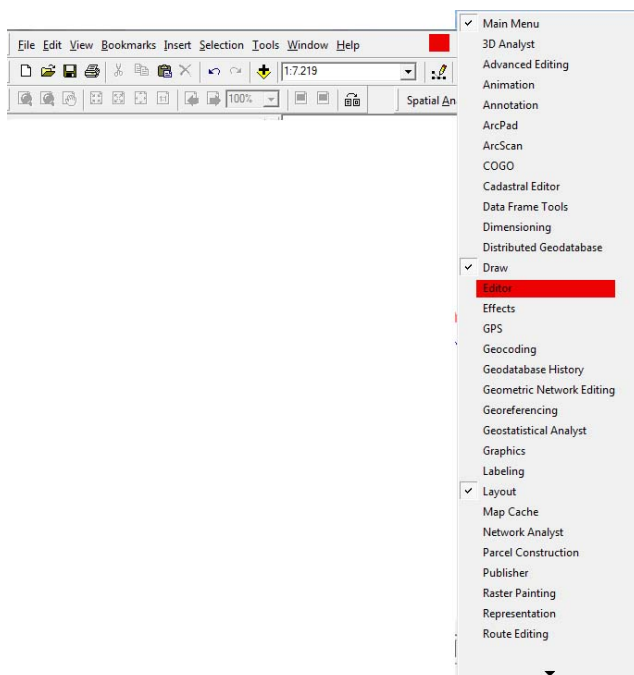 File Edit View Bookmarks Insert Selection Tools Window Help
1:7.219
100%
Spatial An
Main Menu
3D Analyst
Advanced Editing
Animation
Annotation
ArcPad
ArcScan
COGO
Cadastral Editor
Data Frame Tools
Dimensioning
Distributed Geodatabase
Draw
Editor
Effects
GPS
Geocoding
Geodatabase History
Geometric Network Editing
Georeferencing
Geostatistical Analyst
Graphics
Labeling
Layout
Map Cache
Network Analyst
Parcel Construction
Publisher
Raster Painting
Representation
Route Editing